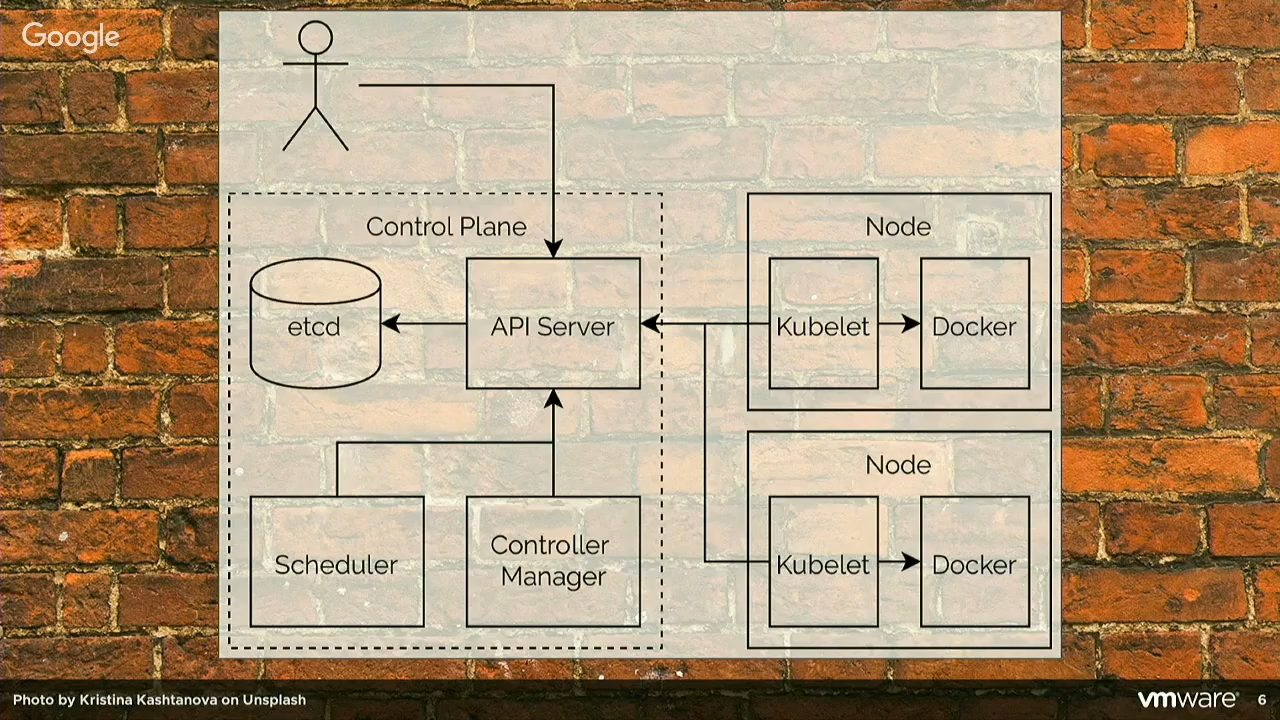 Google
Control Plane
Node
etcd
API Server
Kubelet
Docker
Node
Scheduler
Controller
Manager
Kubelet
Docker
Photo by Kristina Kashtanova on Unsplash
vmware®
6